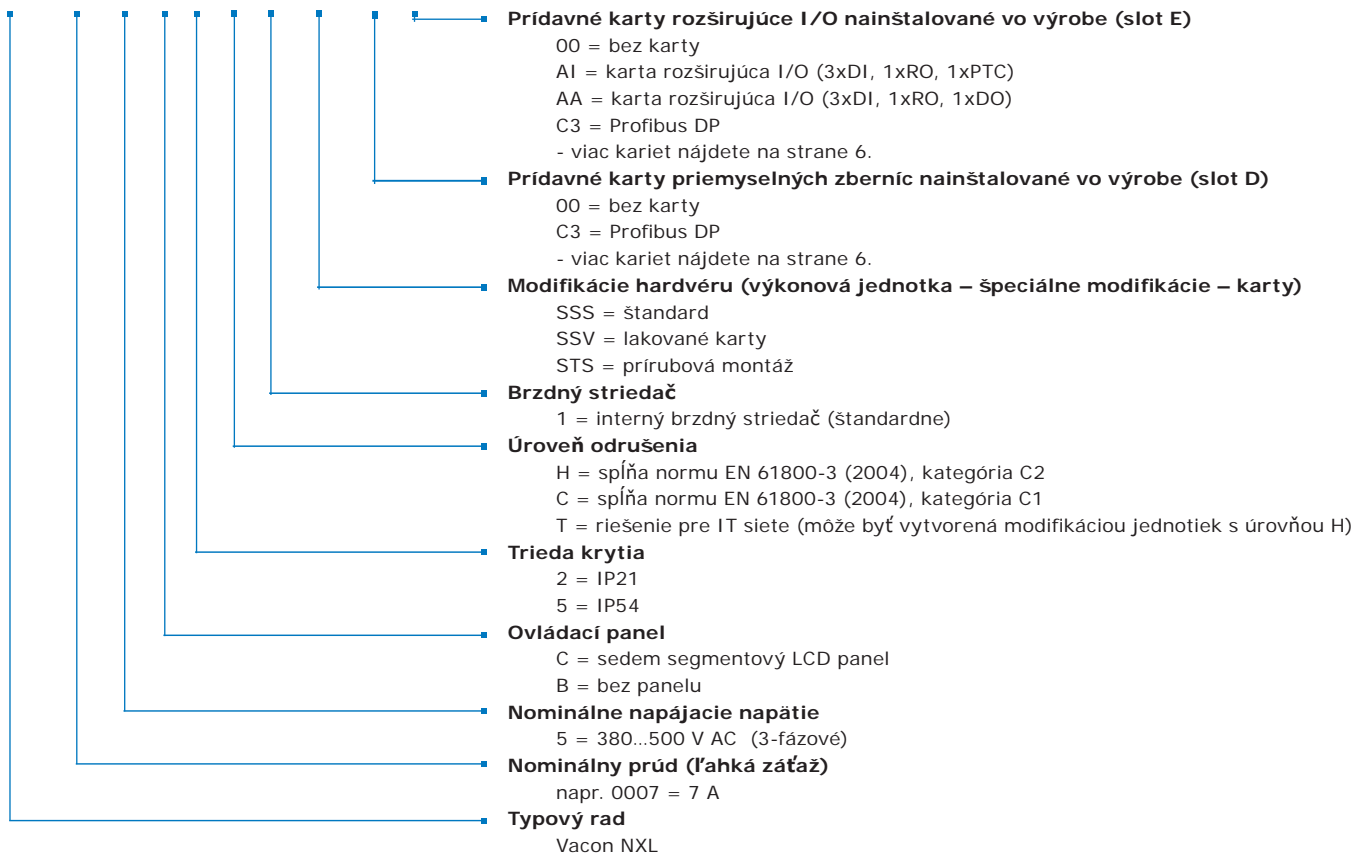 Prídavné karty rozširujúce I/O nainštalované vo výrobe (slot E)
00 = bez karty
AI = karta rozširujúca I/O (3xDI, 1xRO, 1xPTC)
AA = karta rozširujúca I/O (3xDI, 1xRO, 1xDO)
C3 = Profibus DP
- viac kariet nájdete na strane 6.
Prídavné karty priemyselných zberníc nainštalované vo výrobe (slot D)
00 = bez karty
C3 = Profibus DP
- viac kariet nájdete na strane 6.
Modifikácie hardvéru (výkonová jednotka – špeciálne modifikácie – karty)
SSS = štandard
SSV = lakované karty
STS = prírubová montáž
Brzdný striedač
1 = interný brzdný striedač (štandardne)
Úroveň odrušenia
H = spĺňa normu EN 61800-3 (2004), kategória C2
C = spĺňa normu EN 61800-3 (2004), kategória C1
T = riešenie pre IT siete (môže byť vytvorená modifikáciou jednotiek s úrovňou H)
Trieda krytia
2 = IP21
5 = IP54
Ovládací panel
C = sedem segmentový LCD panel
B = bez panelu
Nominálne napájacie napätie
5 = 380...500 V AC (3-fázové)
Nominálny prúd (ľahká záťaž)
napr. 0007 = 7 A
Typový rad
Vacon NXL